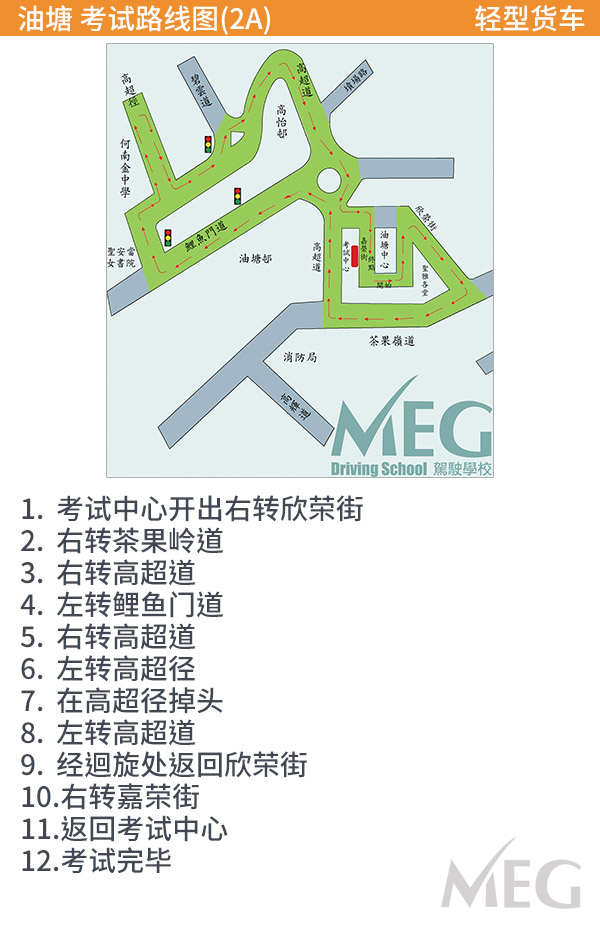 油塘 考试路线图(2A)
轻型货车
高超徑
碧雲道
高超道
墳場路
高怡邨
何南金中學
鯉魚門道
聖安當
女書院
油塘邨
高超道
考試中心
嘉榮街
終點
油塘中心
開始
欣榮街
聖雅各堂
茶果嶺道
消防局
高輝道
MEG
Driving School 駕駛學校
1. 考试中心开出右转欣荣街
2. 右转茶果岭道
3. 右转高超道
4. 左转鲤鱼门道
5. 右转高超道
6. 左转高超径
7. 在高超径掉头
8. 左转高超道
9. 经迴旋处返回欣荣街
10.右转嘉荣街
11.返回考试中心
12.考试完毕
MEG